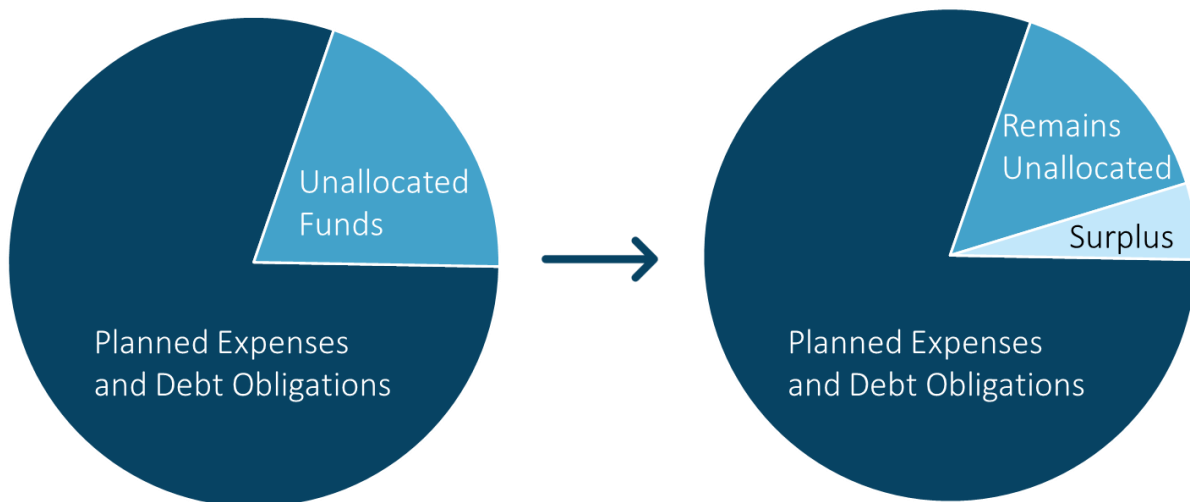 Unallocated
Funds
Planned Expenses
and Debt Obligations
Remains
Unallocated
Surplus
Planned Expenses
and Debt Obligations